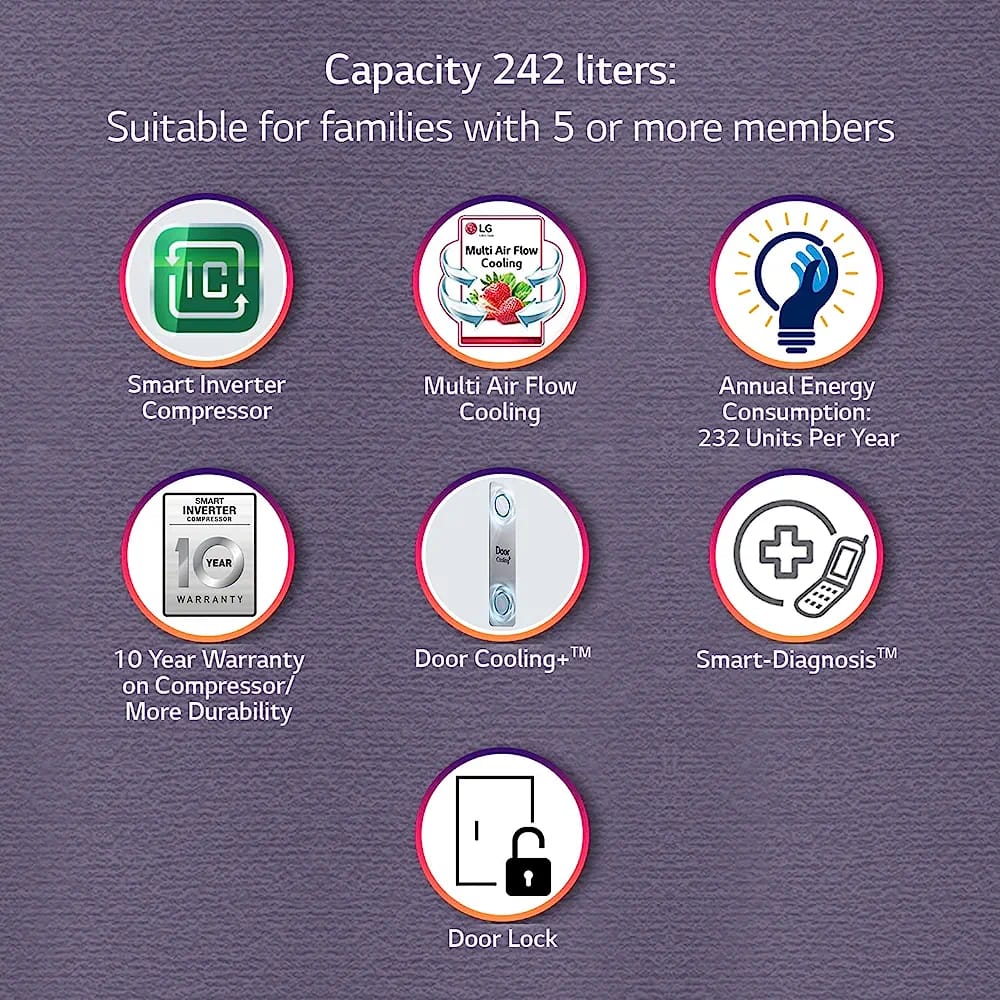 Capacity 242 liters:
Suitable for families with 5 or more members
IC
LG
Multi Air Flow
Cooling
Smart Inverter
Compressor
Multi Air Flow
Cooling
Annual Energy
Consumption:
232 Units Per Year
SMART
INVERTER
COMPRESSOR
10 YEAR
WARRANTY
Door
Cooling+
10 Year Warranty
on Compressor/
More Durability
Door Cooling+™
Smart-Diagnosis™
Door Lock